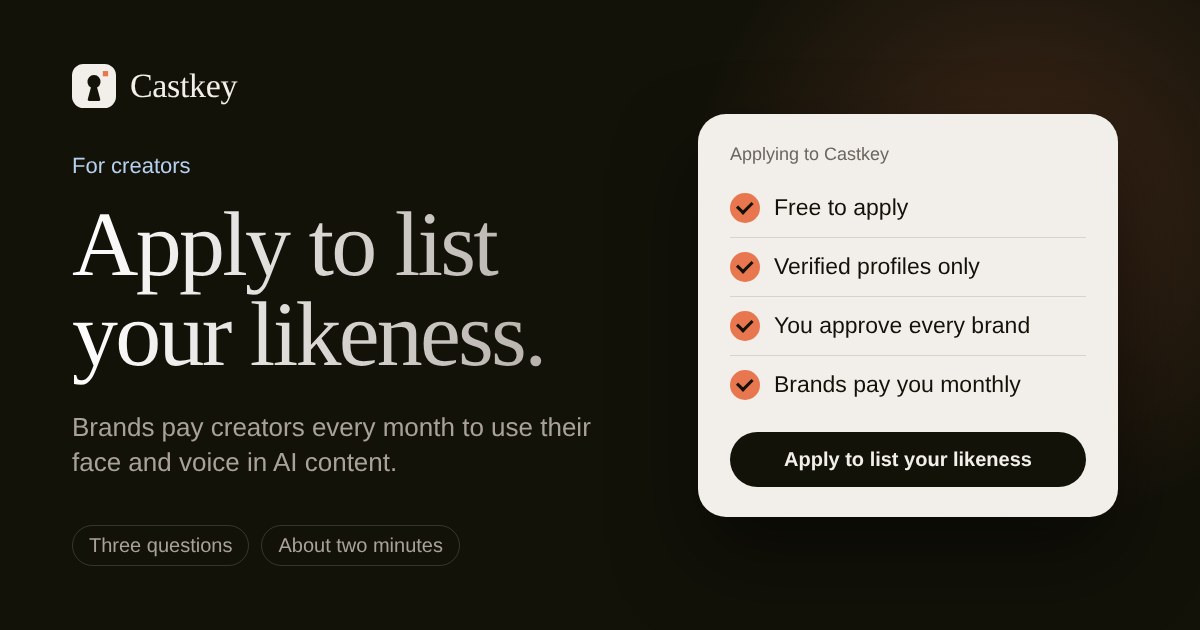 Castkey
For creators
Apply to list
your likeness.
Brands pay creators every month to use their
face and voice in AI content.
Three questions
About two minutes
Applying to Castkey
Free to apply
Verified profiles only
You approve every brand
Brands pay you monthly
Apply to list your likeness